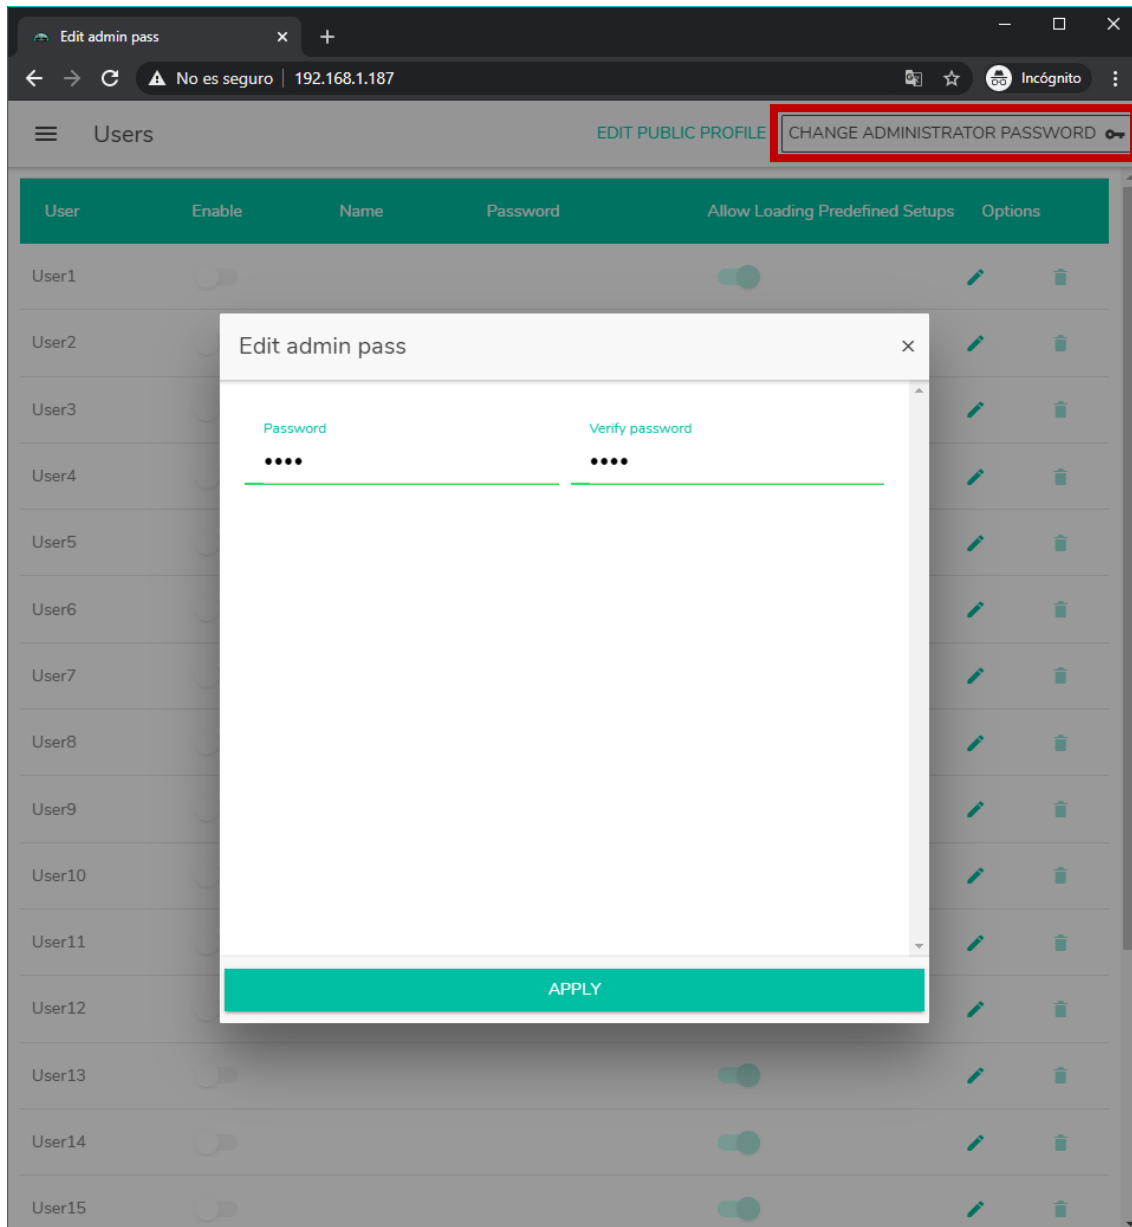 Edit admin pass
No es seguro | 192.168.1.187 Incógnito
Users EDIT PUBLIC PROFILE CHANGE ADMINISTRATOR PASSWORD
User Enable Name Password Allow Loading Predefined Setups Options
User1
User2
Edit admin pass
User3
Password Verify password
•••• ••••
User4
User5
User6
User7
User8
User9
User10
User11
APPLY
User12
User13
User14
User15